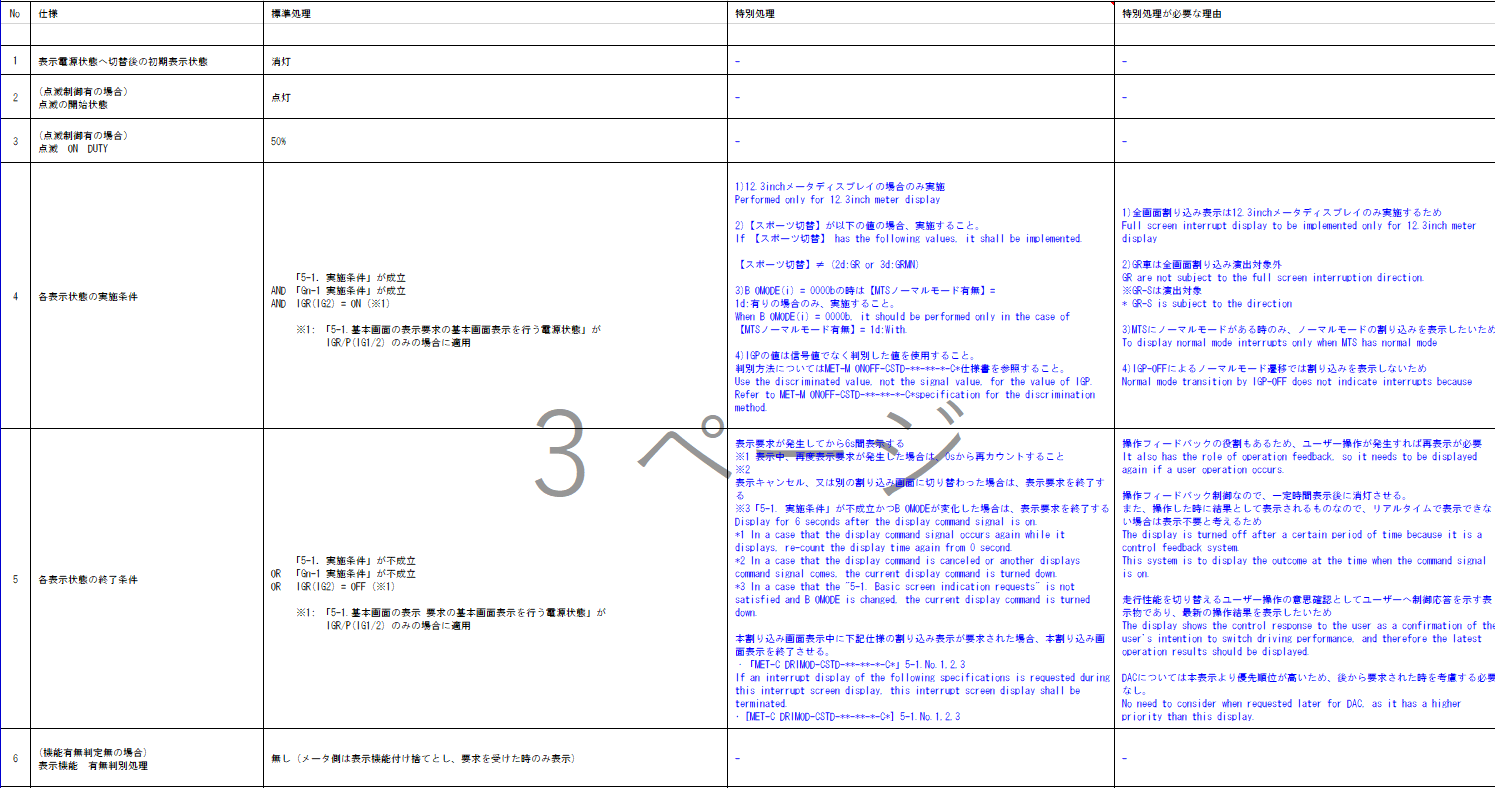 No 仕様 標準処理 特別処理 特別処理が必要な理由
1 表示電源状態へ切替後の初期表示状態 消灯 - -
2 (点滅制御有の場合)
点滅の開始状態 点灯 - -
3 (点滅制御有の場合)
点滅 ON DUTY 50% - -
4 各表示状態の実施条件
「5-1. 実施条件」が成立
AND 「Gn-1 実施条件」が成立
AND IGR(IG2) = ON (※1)
※1: 「5-1.基本画面の表示要求の基本画面表示を行う電源状態」が
IGR/P(IG1/2) のみの場合に適用
1)12.3inchメータディスプレイの場合のみ実施
Performed only for 12.3inch meter display
2)【スポーツ切替】が以下の値の場合、実施すること。
If 【スポーツ切替】 has the following values, it shall be implemented.
【スポーツ切替】≠ (2d:GR or 3d:GRMN)
3)B_OMODE(i) = 0000bの時は【MTSノーマルモード有無】=
1d:有りの場合のみ、実施すること。
When B_OMODE(i) = 0000b, it should be performed only in the case of
【MTSノーマルモード有無】= 1d:With.
4)IGPの値は信号値でなく判別した値を使用すること。
判別方法についてはMET-M_ONOFF-CSTD-**-**-*-C*仕様書を参照すること。
Use the discriminated value, not the signal value, for the value of IGP.
Refer to MET-M_ONOFF-CSTD-**-**-*-C*specification for the discrimination
method.
1)全画面割り込み表示は12.3inchメータディスプレイのみ実施するため
Full screen interrupt display to be implemented only for 12.3inch meter
display
2)GR車は全画面割り込み演出対象外
GR are not subject to the full screen interruption direction.
※GR-Sは演出対象
* GR-S is subject to the direction
3)MTSにノーマルモードがある時のみ、ノーマルモードの割り込みを表示したいため
To display normal mode interrupts only when MTS has normal mode
4)IGP-OFFによるノーマルモード遷移では割り込みを表示しないため
Normal mode transition by IGP-OFF does not indicate interrupts because
5 各表示状態の終了条件
「5-1. 実施条件」が不成立
OR 「Gn-1 実施条件」が不成立
OR IGR(IG2) = OFF (※1)
※1: 「5-1.基本画面の表示 要求の基本画面表示を行う電源状態」が
IGR/P(IG1/2) のみの場合に適用
表示要求が発生してから6s間表示する
※1 表示中、再度表示要求が発生した場合は、0sから再カウントすること
※2
表示キャンセル、又は別の割り込み画面に切り替わった場合は、表示要求を終了す
る
※3「5-1. 実施条件」が不成立かつB_OMODEが変化した場合は、表示要求を終了する
Display for 6 seconds after the display command signal is on.
*1 In a case that the display command signal occurs again while it
displays, re-count the display time again from 0 second.
*2 In a case that the display command is canceled or another displays
command signal comes, the current display command is turned down.
*3 In a case that the "5-1. Basic screen indication requests" is not
satisfied and B_OMODE is changed, the current display command is turned
down.
本割り込み画面表示中に下記仕様の割り込み表示が要求された場合、本割り込み画
面表示を終了させる。
・「MET-C_DRIMOD-CSTD-**-**-*-C*」5-1.No.1,2,3
If an interrupt display of the following specifications is requested during
this interrupt screen display, this interrupt screen display shall be
terminated.
・[MET-C_DRIMOD-CSTD-**-**-*-C*] 5-1.No.1,2,3
操作フィードバックの役割もあるため、ユーザー操作が発生すれば再表示が必要
It also has the role of operation feedback, so it needs to be displayed
again if a user operation occurs.
操作フィードバック制御なので、一定時間表示後に消灯させる。
また、操作した時に結果として表示されるものなので、リアルタイムで表示できな
い場合は表示不要と考えるため
The display is turned off after a certain period of time because it is a
control feedback system.
This system is to display the outcome at the time when the command signal
is on.
走行性能を切り替えるユーザー操作の意思確認としてユーザーへ制御応答を示す表
示物であり、最新の操作結果を表示したいため
The display shows the control response to the user as a confirmation of the
user's intention to switch driving performance, and therefore the latest
operation results should be displayed.
DACについては本表示より優先順位が高いため、後から要求された時を考慮する必要
なし。
No need to consider when requested later for DAC, as it has a higher
priority than this display.
6 (機能有無判定無の場合)
表示機能 有無判別処理 無し (メータ側は表示機能付け捨てとし、要求を受けた時のみ表示) - -
3 ページ